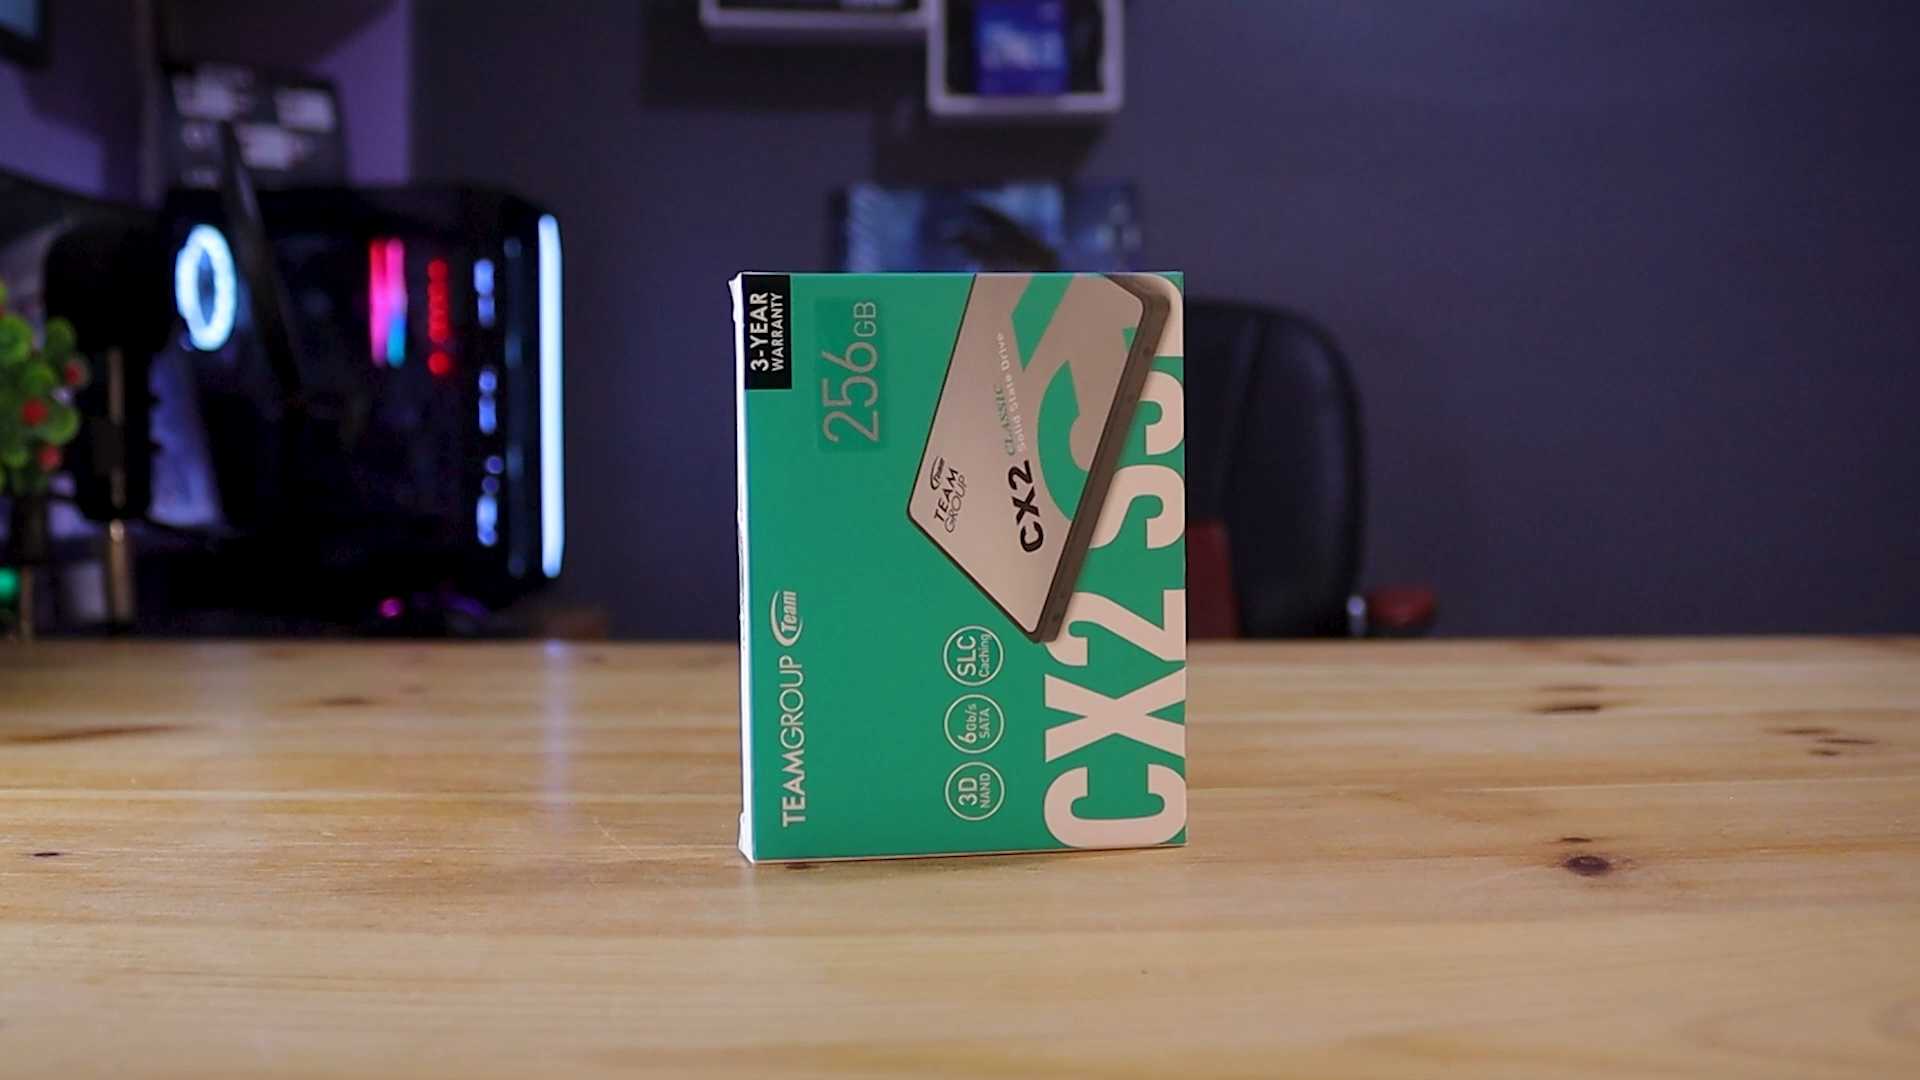 3-YEAR
WARRANTY
TEAMGROUP Team
256GB
Team
TEAM
GROUP
CX2 CLASSIC
Solid State Drive
3D
NAND
6Gb/s
SATA
SLC
Caching
CX2 SS